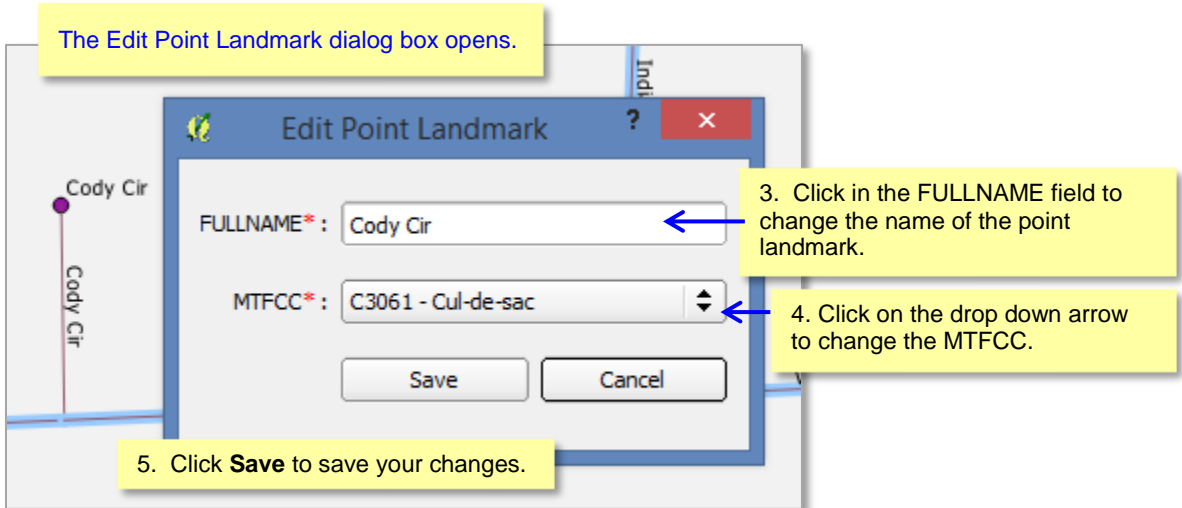 The Edit Point Landmark dialog box opens.
Indi
Edit Point Landmark ? ×
Cody Cir
3. Click in the FULLNAME field to
change the name of the point
landmark.
FULLNAME* : Cody Cir
Cody Cir
MTFCC* : C3061 - Cul-de-sac
4. Click on the drop down arrow
to change the MTFCC.
Save Cancel
5. Click Save to save your changes.